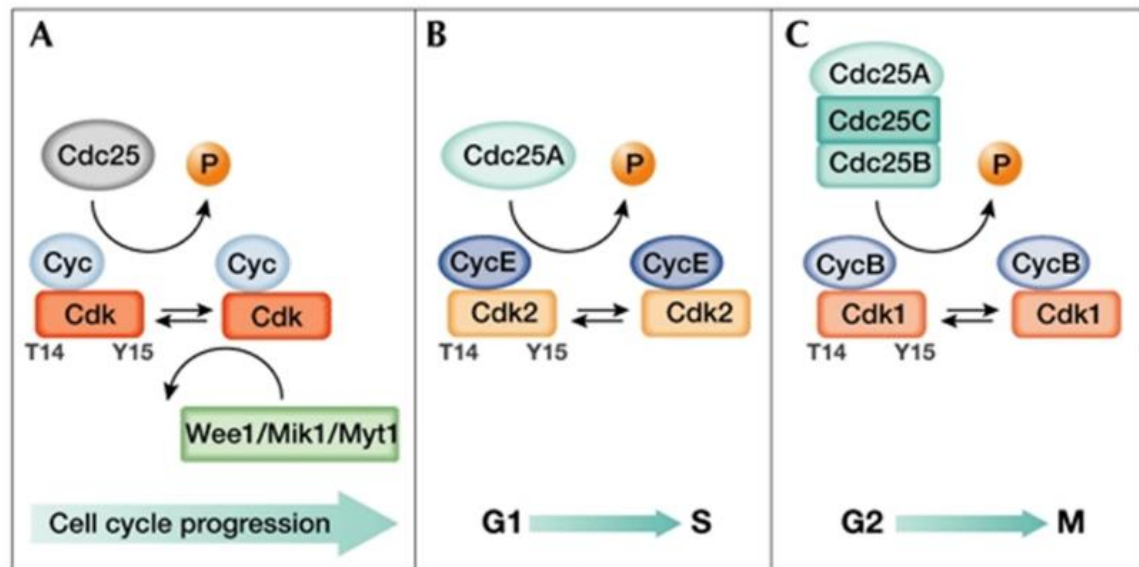 A
Cdc25
P
Cyc
Cyc
Cdk
Cdk
T14
Y15
Wee1/Mik1/Myt1
Cell cycle progression
B
Cdc25A
P
CycE
CycE
Cdk2
Cdk2
T14
Y15
G1
S
C
Cdc25A
Cdc25C
Cdc25B
P
CycB
CycB
Cdk1
Cdk1
T14
Y15
G2
M